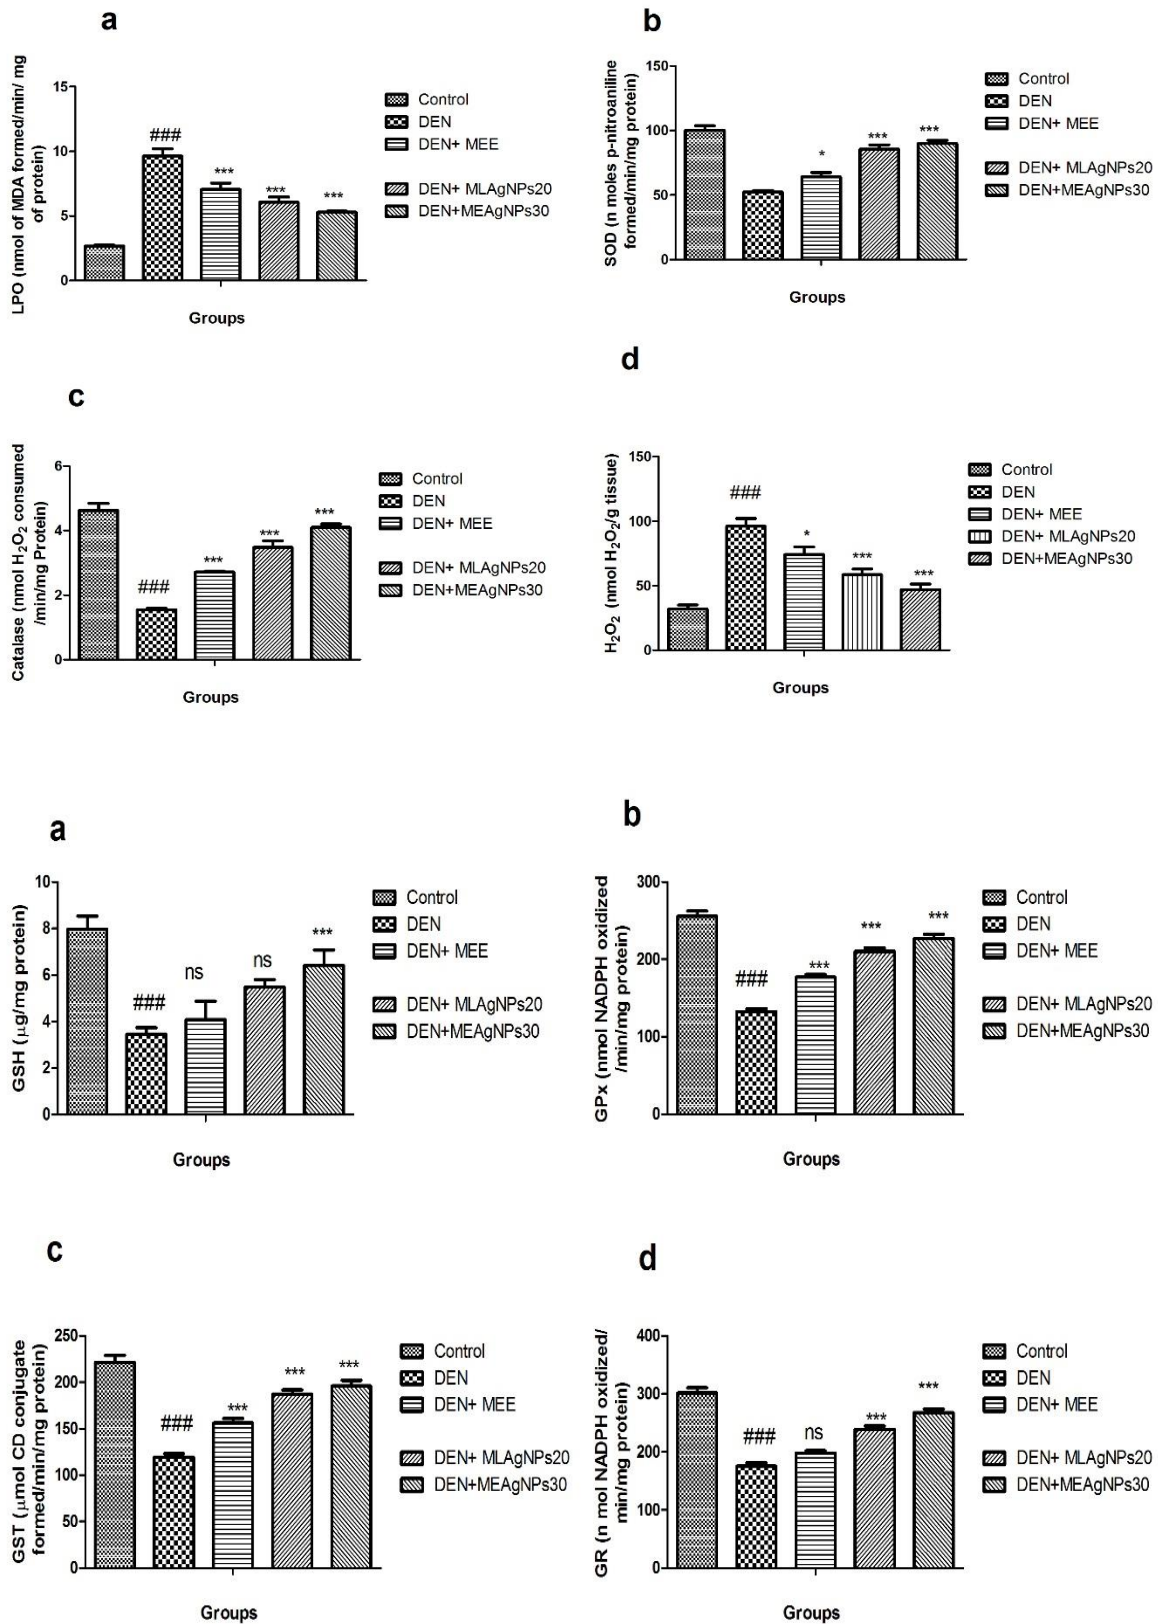 a
LPO (nmol of MDA formed/min/ mg
of protein)
15
10
5
0
###
***
***
***
Groups
Control
DEN
DEN+ MEE
DEN+ MLAgNPs20
DEN+MEAgNPs30
b
SOD (n moles p-nitroaniline
formed/min/mg protein)
150
100
50
0
*
***
***
Groups
Control
DEN
DEN+ MEE
DEN+ MLAgNPs20
DEN+MEAgNPs30
c
Catalase (nmol H₂O₂ consumed
/min/mg Protein)
6
4
2
0
###
***
***
***
Groups
Control
DEN
DEN+ MEE
DEN+ MLAgNPs20
DEN+MEAgNPs30
d
H₂O₂ (nmol H₂O₂/g tissue)
150
100
50
0
###
*
***
***
Groups
Control
DEN
DEN+ MEE
DEN+ MLAgNPs20
DEN+MEAgNPs30
a
GSH (μg/mg protein)
10
8
6
4
2
0
###
ns
ns
***
Groups
Control
DEN
DEN+ MEE
DEN+ MLAgNPs20
DEN+MEAgNPs30
b
GPx (nmol NADPH oxidized
/min/mg protein)
300
200
100
0
###
***
***
***
Groups
Control
DEN
DEN+ MEE
DEN+ MLAgNPs20
DEN+MEAgNPs30
c
GST (μmol CD conjugate
formed/min/mg protein)
250
200
150
100
50
0
###
***
***
***
Groups
Control
DEN
DEN+ MEE
DEN+ MLAgNPs20
DEN+MEAgNPs30
d
GR (n mol NADPH oxidized/
min/mg protein)
400
300
200
100
0
###
ns
***
***
Groups
Control
DEN
DEN+ MEE
DEN+ MLAgNPs20
DEN+MEAgNPs30